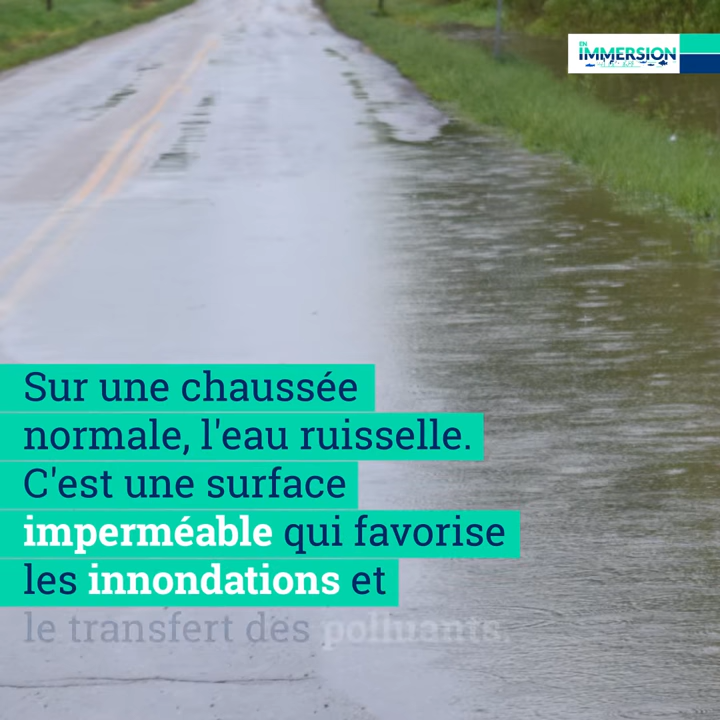 EN
IMMERSION
Sur une chaussée
normale, l'eau ruisselle.
C'est une surface
imperméable qui favorise
les innondations et
le transfert des polluants.